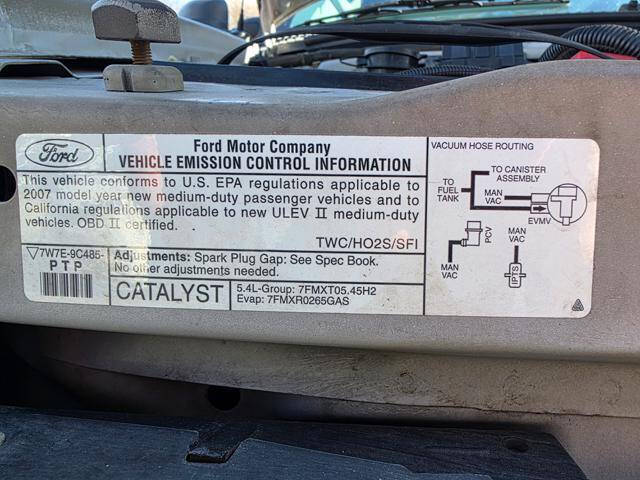 Ford
Ford Motor Company
VEHICLE EMISSION CONTROL INFORMATION
This vehicle conforms to U.S. EPA regulations applicable to
2007 model year new medium-duty passenger vehicles and to
California regulations applicable to new ULEV II medium-duty
vehicles. OBD II certified.
TWC/HO2S/SFI
7W7E-9C485-
PTP
Adjustments: Spark Plug Gap: See Spec Book.
No other adjustments needed.
CATALYST
5.4L-Group: 7FMXT05.45H2
Evap: 7FMXR0265GAS
VACUUM HOSE ROUTING
TO CANISTER
ASSEMBLY
TO
FUEL
TANK
MAN
VAC
EVMV
PCV
MAN
VAC
MAN
VAC
IPTS